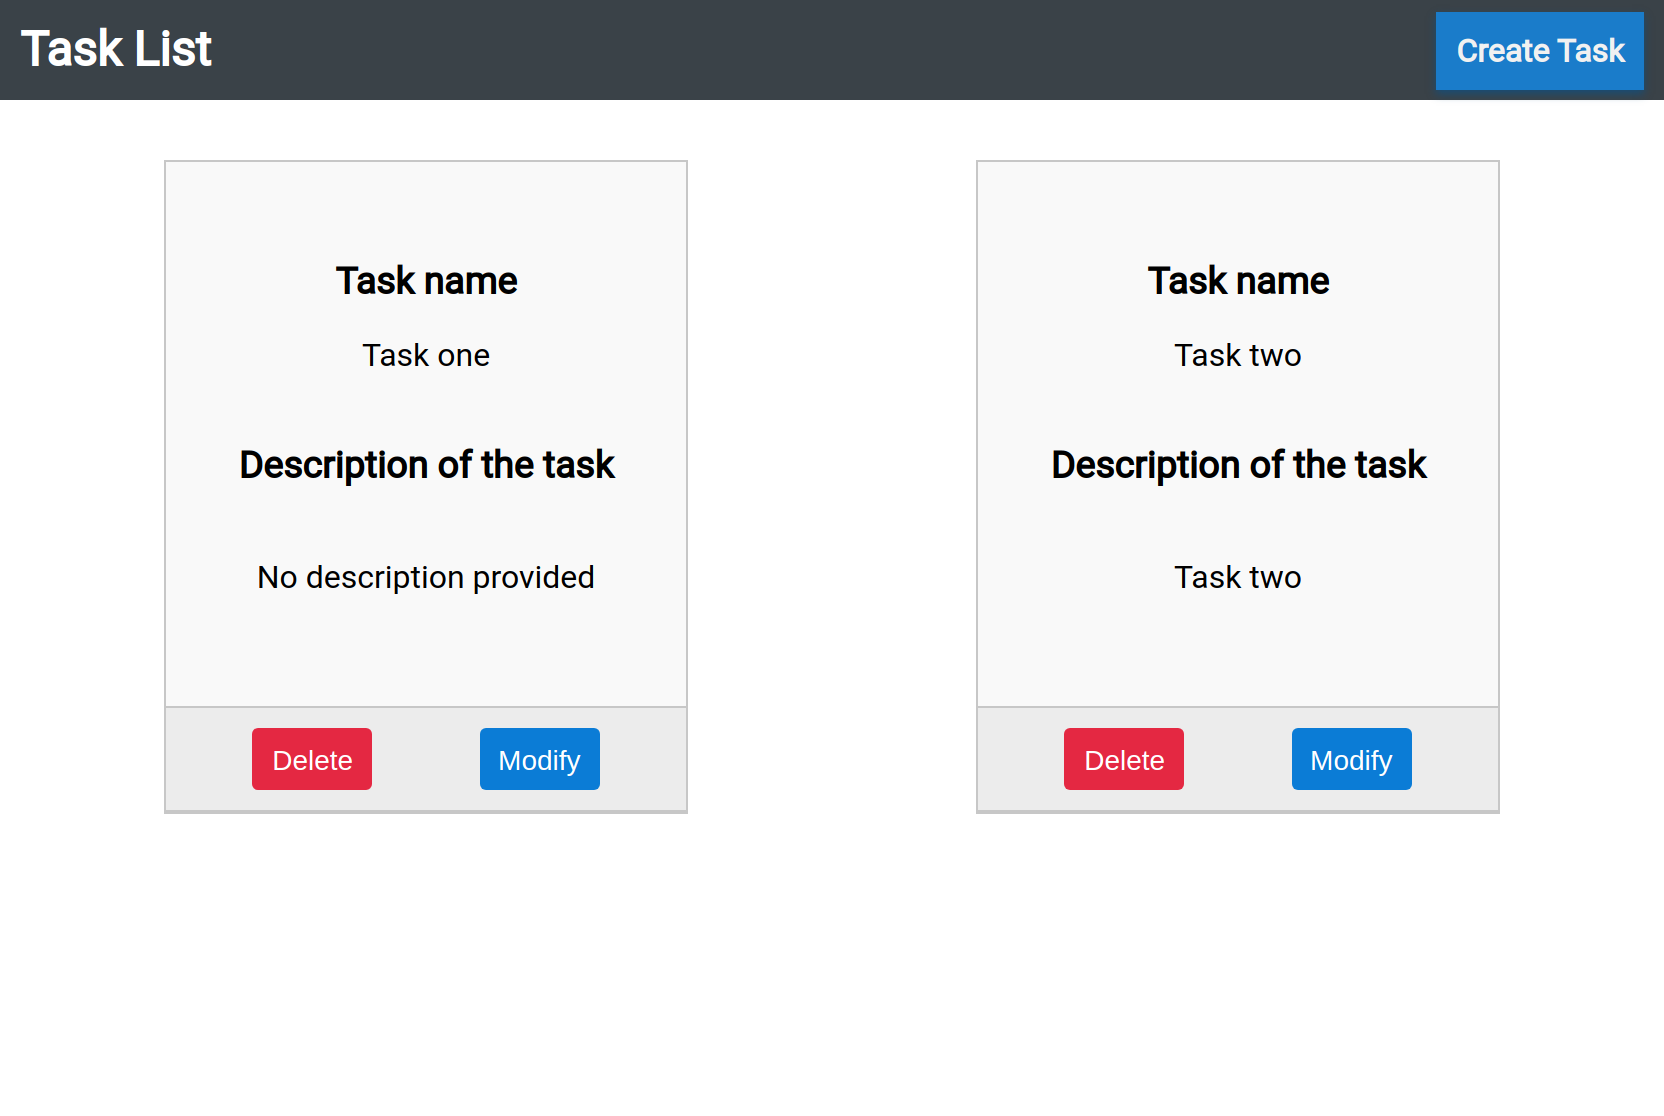 Task List
Create Task
Task name
Task one
Description of the task
No description provided
Delete
Modify
Task name
Task two
Description of the task
Task two
Delete
Modify